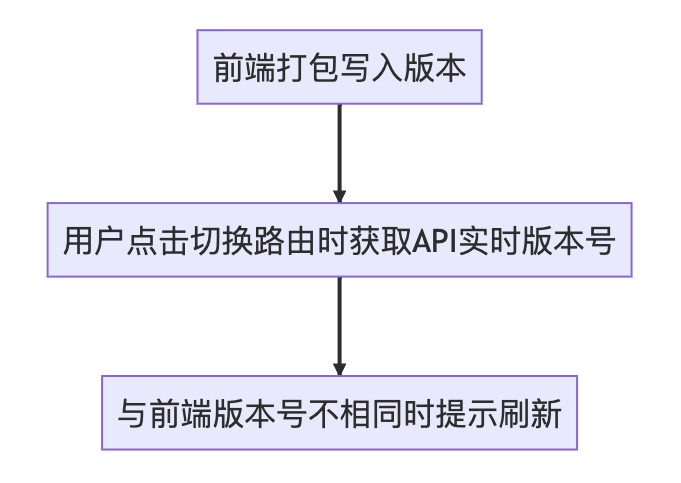 前端打包写入版本
用户点击切换路由时获取API实时版本号
与前端版本号不相同时提示刷新